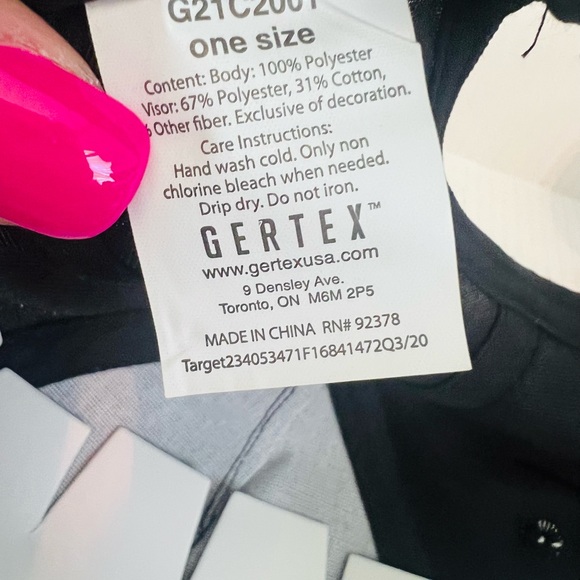 G21C2001
one size
Content: Body: 100% Polyester
Visor: 67% Polyester, 31% Cotton,
Other fiber. Exclusive of decoration.
Care Instructions:
Hand wash cold. Only non
chlorine bleach when needed.
Drip dry. Do not iron.
GERTEX™
www.gertexusa.com
9 Densley Ave.
Toronto, ON M6M 2P5
MADE IN CHINA RN# 92378
Target234053471F16841472Q3/20